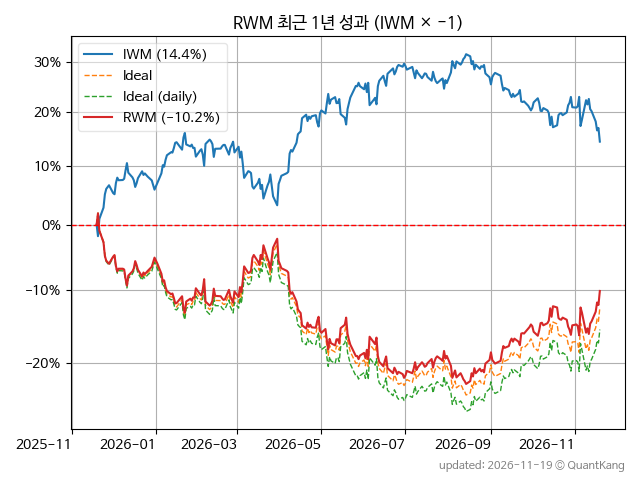 RWM 최근 1년 성과 (IWM × −1)
IWM (14.4%)
Ideal
Ideal (daily)
RWM (−10.2%)
30%
20%
10%
0%
−10%
−20%
2025-11
2026-01
2026-03
2026-05
2026-07
2026-09
2026-11
updated: 2026-11-19 © QuantKang